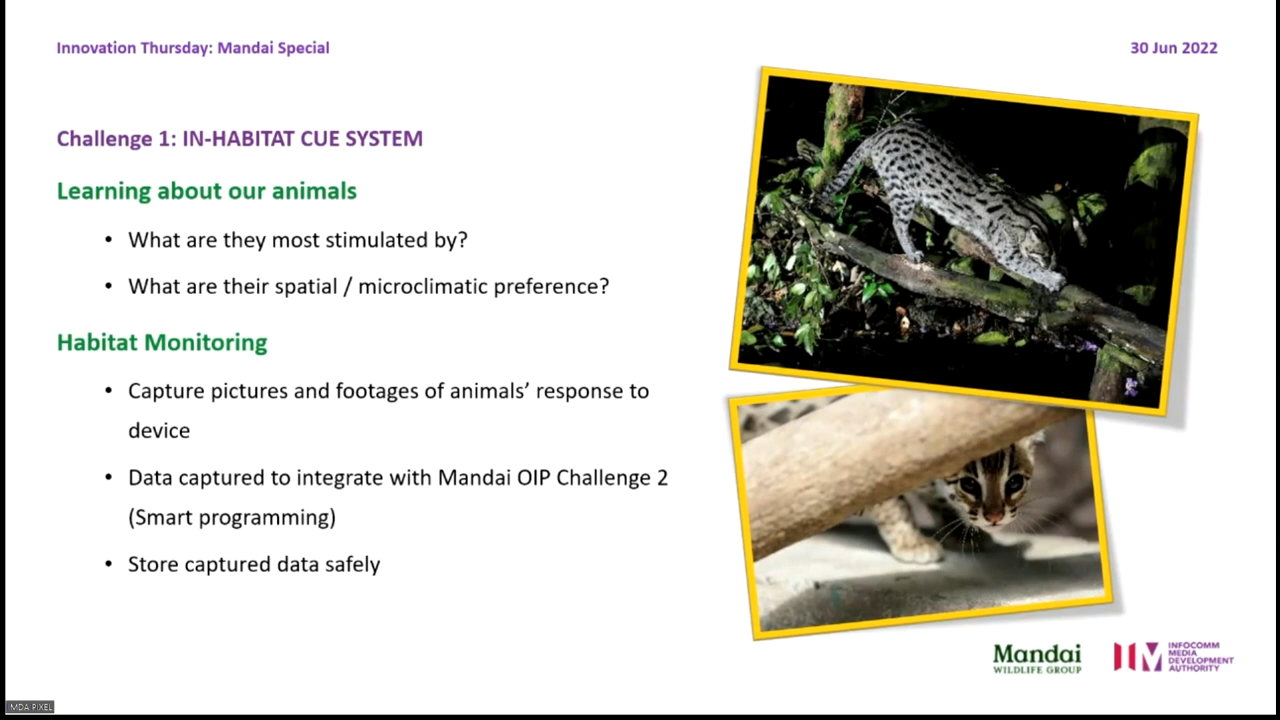 Innovation Thursday: Mandai Special
30 Jun 2022
Challenge 1: IN-HABITAT CUE SYSTEM
Learning about our animals
• What are they most stimulated by?
• What are their spatial / microclimatic preference?
Habitat Monitoring
• Capture pictures and footages of animals’ response to
device
• Data captured to integrate with Mandai OIP Challenge 2
(Smart programming)
• Store captured data safely
Mandai
WILDLIFE GROUP
INFOCOMM
MEDIA
DEVELOPMENT
AUTHORITY
IMDA PIXEL